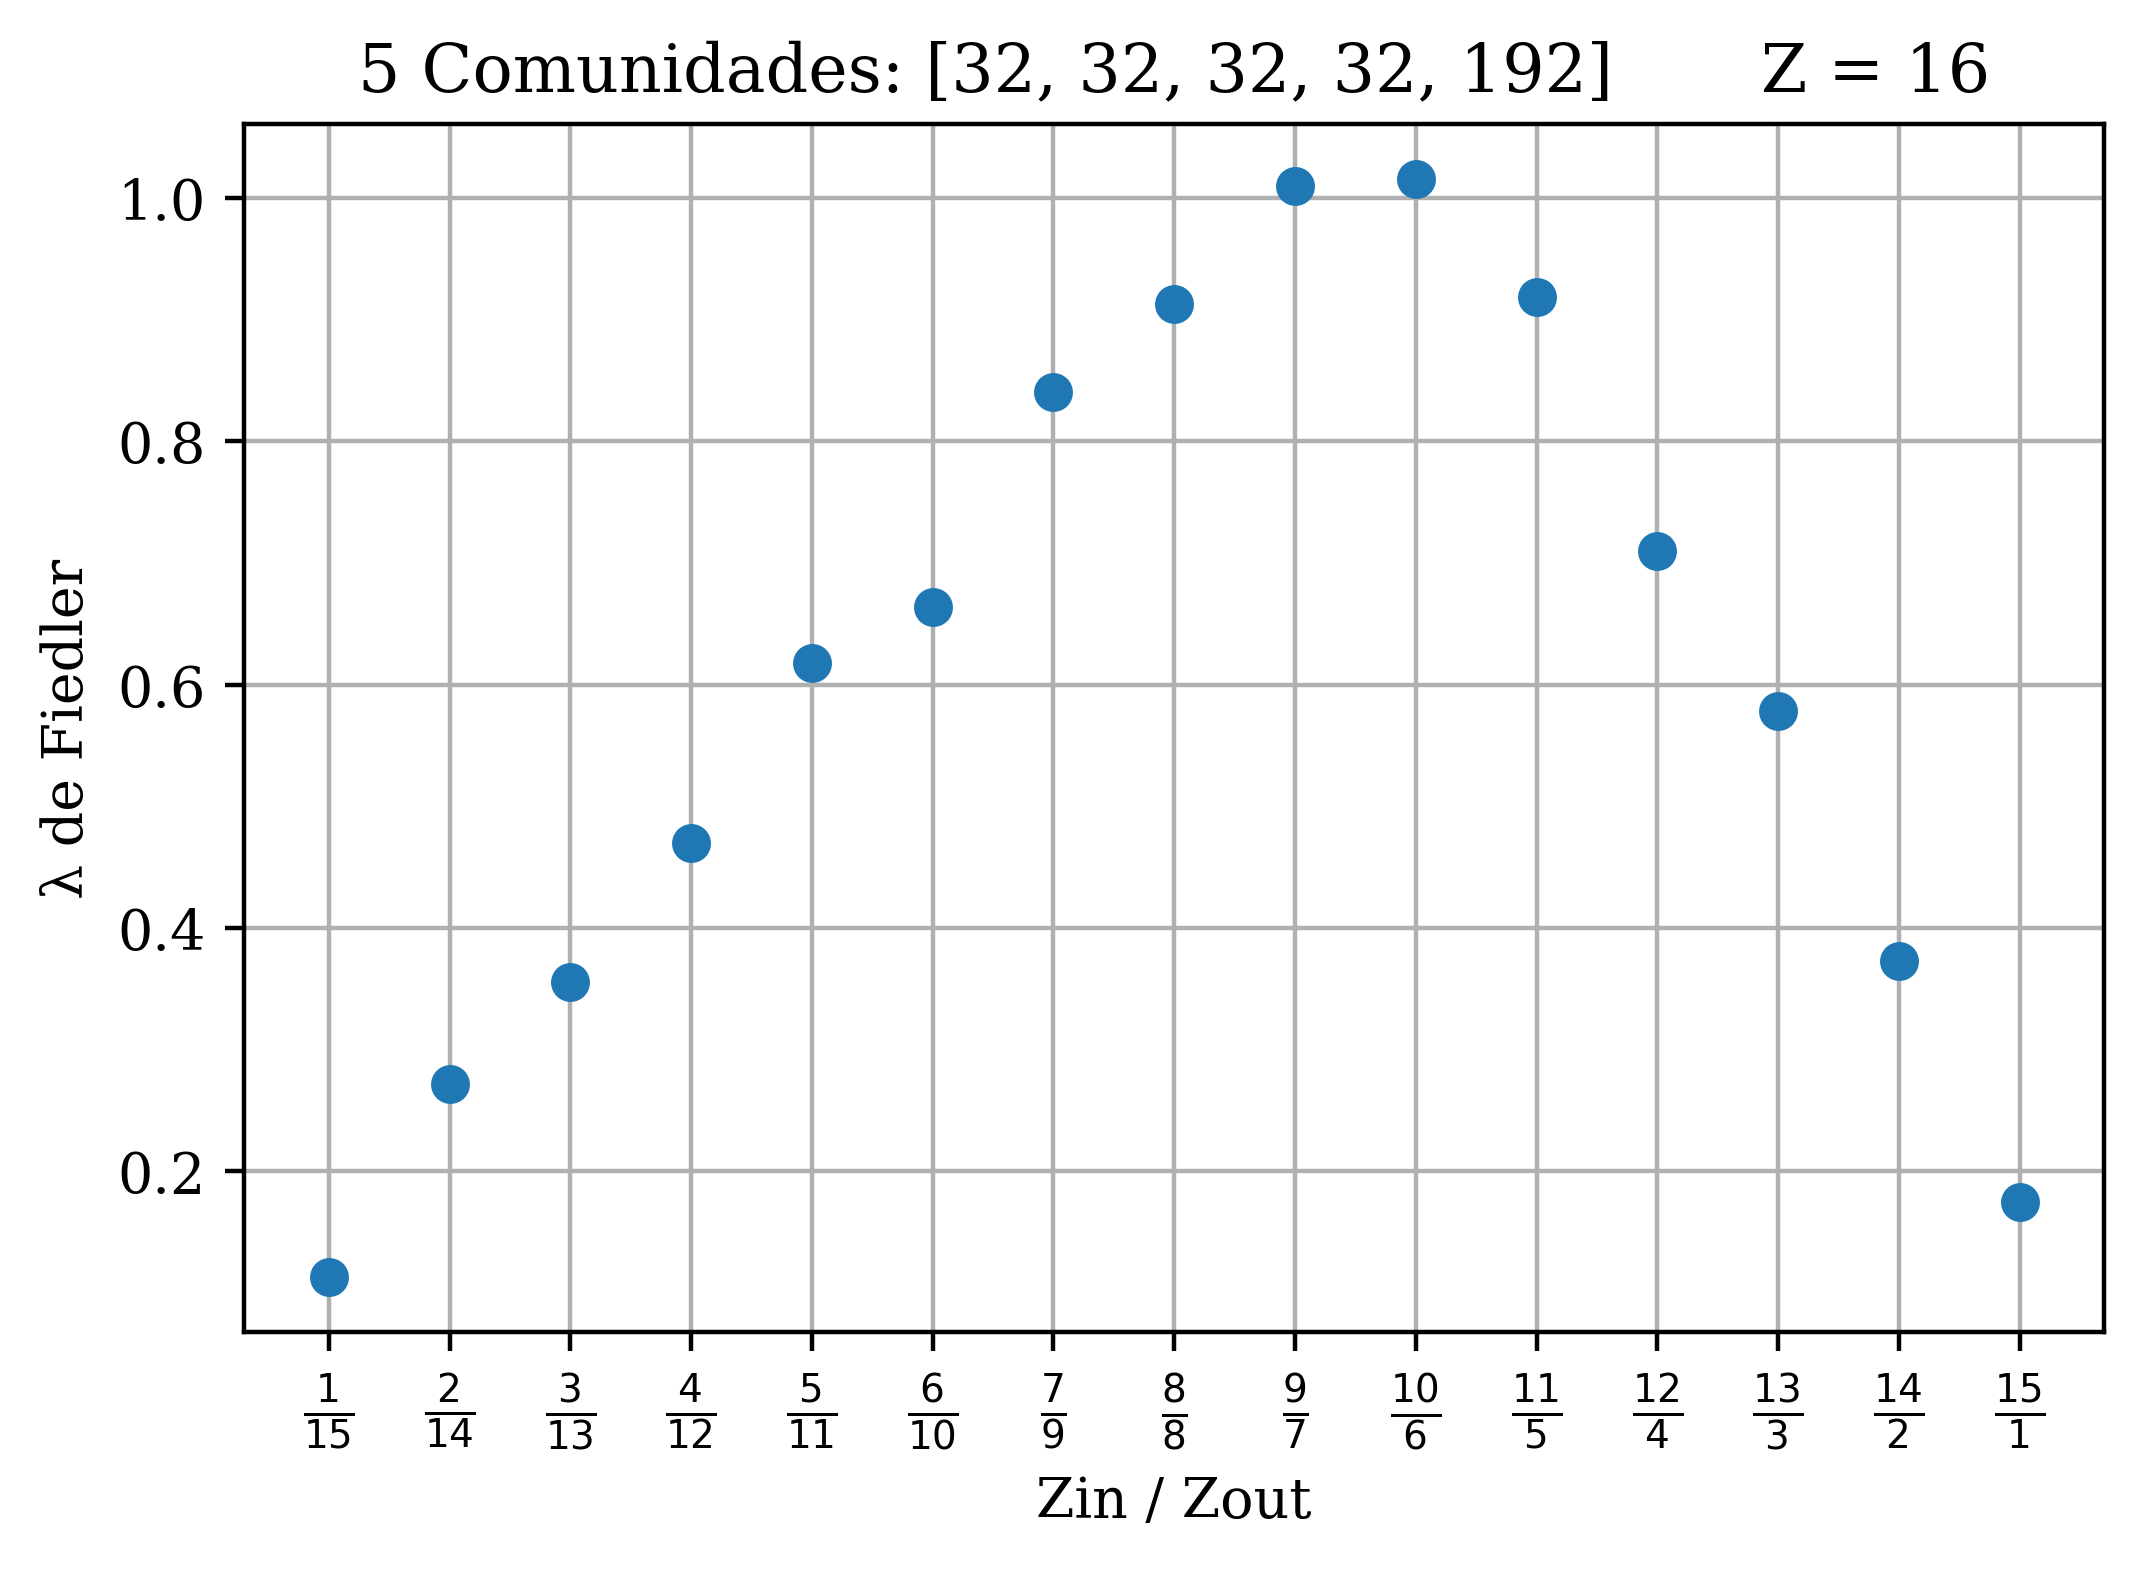 5 Comunidades: [32, 32, 32, 32, 192] Z = 16
1.0
0.8
0.6
0.4
0.2
λ de Fiedler
1/15 2/14 3/13 4/12 5/11 6/10 7/9 8/8 9/7 10/6 11/5 12/4 13/3 14/2 15/1
Zin / Zout